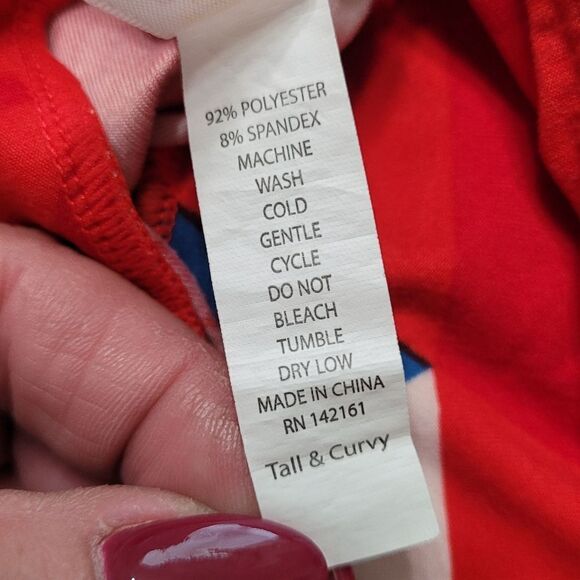 92% POLYESTER
8% SPANDEX
MACHINE
WASH
COLD
GENTLE
CYCLE
DO NOT
BLEACH
TUMBLE
DRY LOW
MADE IN CHINA
RN 142161
Tall & Curvy